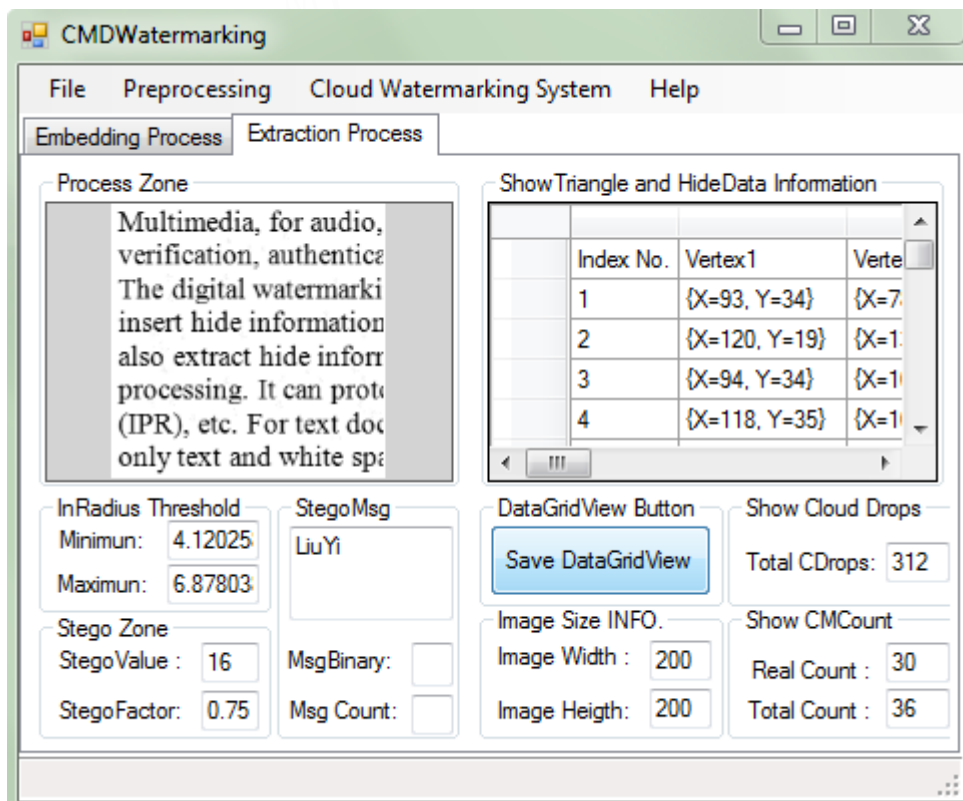 CMDWatermarking
File Preprocessing Cloud Watermarking System Help
Embedding Process Extraction Process
Process Zone
Multimedia, for audio,
verification, authentica
The digital watermarki
insert hide information
also extract hide inforr
processing. It can prote
(IPR), etc. For text doc
only text and white spa
ShowTriangle and HideData Information
Index No. Vertex1 Verte
1 {X=93, Y=34} {X=7
2 {X=120, Y=19} {X=1
3 {X=94, Y=34} {X=1
4 {X=118, Y=35} {X=1
InRadius Threshold
Minimun: 4.12025
Maximun: 6.87803
StegoMsg
LiuYi
DataGridView Button
Save DataGridView
Show Cloud Drops
Total CDrops: 312
Stego Zone
StegoValue : 16
StegoFactor: 0.75
MsgBinary:
Msg Count:
Image Size INFO.
Image Width : 200
Image Heigth: 200
Show CMCount
Real Count : 30
Total Count : 36